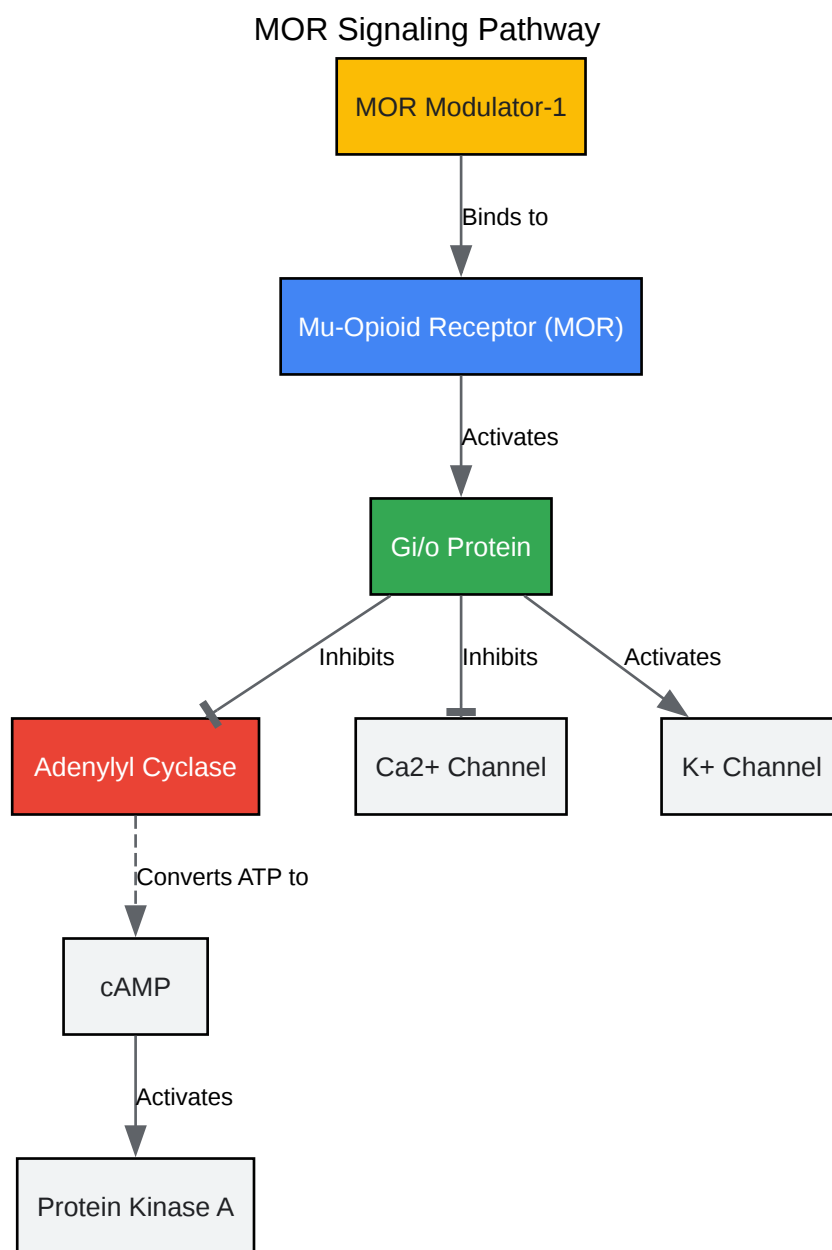 MOR Signaling Pathway
MOR Modulator-1
Binds to
Mu-Opioid Receptor (MOR)
Activates
Gi/o Protein
Inhibits
Inhibits
Activates
Adenylyl Cyclase
Ca2+ Channel
K+ Channel
Converts ATP to
cAMP
Activates
Protein Kinase A